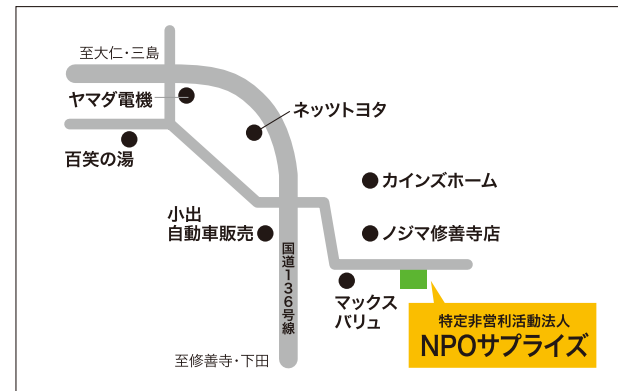 至大仁・三島
ヤマダ電機
ネッツトヨタ
百笑の湯
カインズホーム
小出
自動車販売
ノジマ修善寺店
国道136号線
マックス
バリュ
特定非営利活動法人
NPOサプライズ
至修善寺・下田